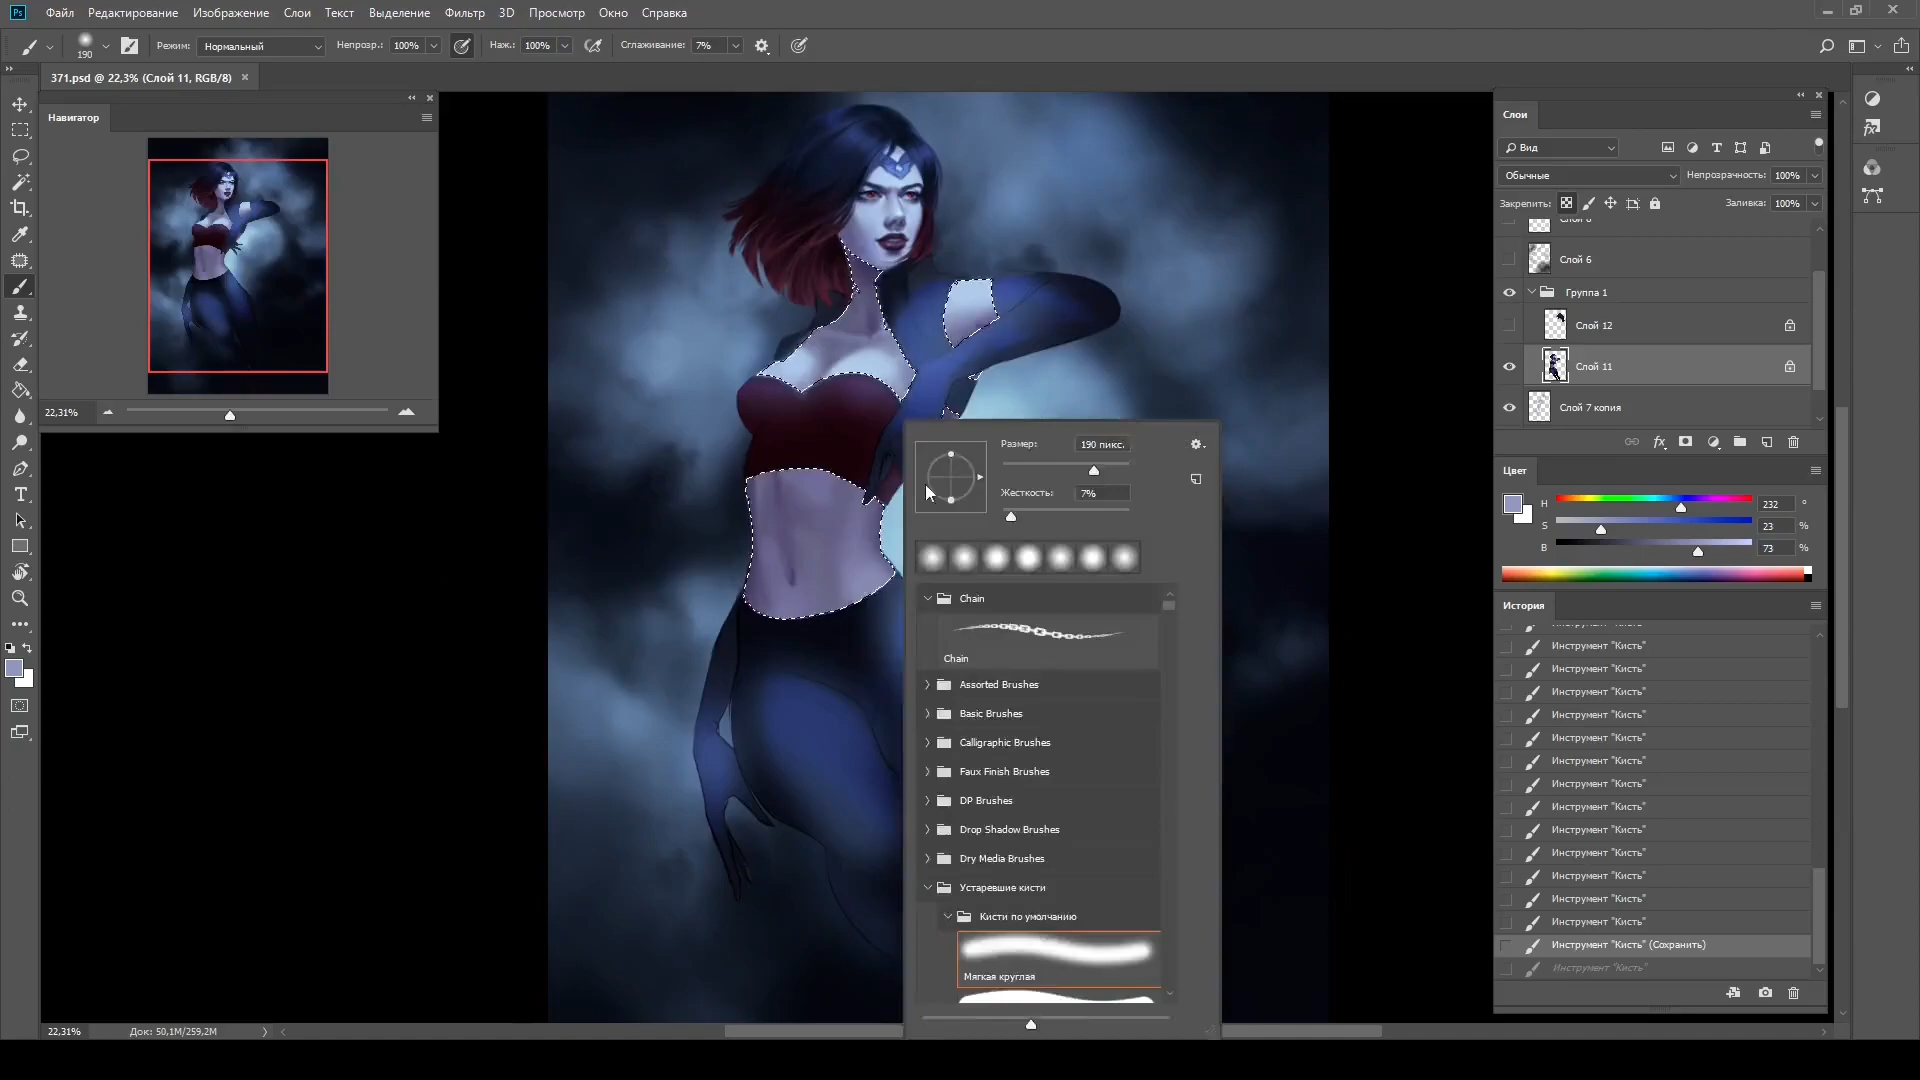 Ps Файл Редактирование Изображение Слои Текст Выделение Фильтр 3D Просмотр Окно Справка
190 Режим: Нормальный Непрозр.: 100% Наж.: 100% Сглаживание: 7%
371.psd @ 22,3% (Слой 11, RGB/8) ×
Навигатор
22,31%
Размер: 190 пикс.
Жесткость: 7%
Chain
Chain
Assorted Brushes
Basic Brushes
Calligraphic Brushes
Faux Finish Brushes
DP Brushes
Drop Shadow Brushes
Dry Media Brushes
Устаревшие кисти
Кисти по умолчанию
Мягкая круглая
Слои
Вид
Обычные Непрозрачность: 100%
Закрепить: Заливка: 100%
Слой 6
Группа 1
Слой 12
Слой 11
Слой 7 копия
fx
Цвет
H 232 °
S 23 %
B 73 %
История
Инструмент "Кисть"
Инструмент "Кисть"
Инструмент "Кисть"
Инструмент "Кисть"
Инструмент "Кисть"
Инструмент "Кисть"
Инструмент "Кисть"
Инструмент "Кисть"
Инструмент "Кисть"
Инструмент "Кисть"
Инструмент "Кисть"
Инструмент "Кисть"
Инструмент "Кисть"
Инструмент "Кисть" (Сохранить)
Инструмент "Кисть"
22,31% Док: 50,1M/259,2M